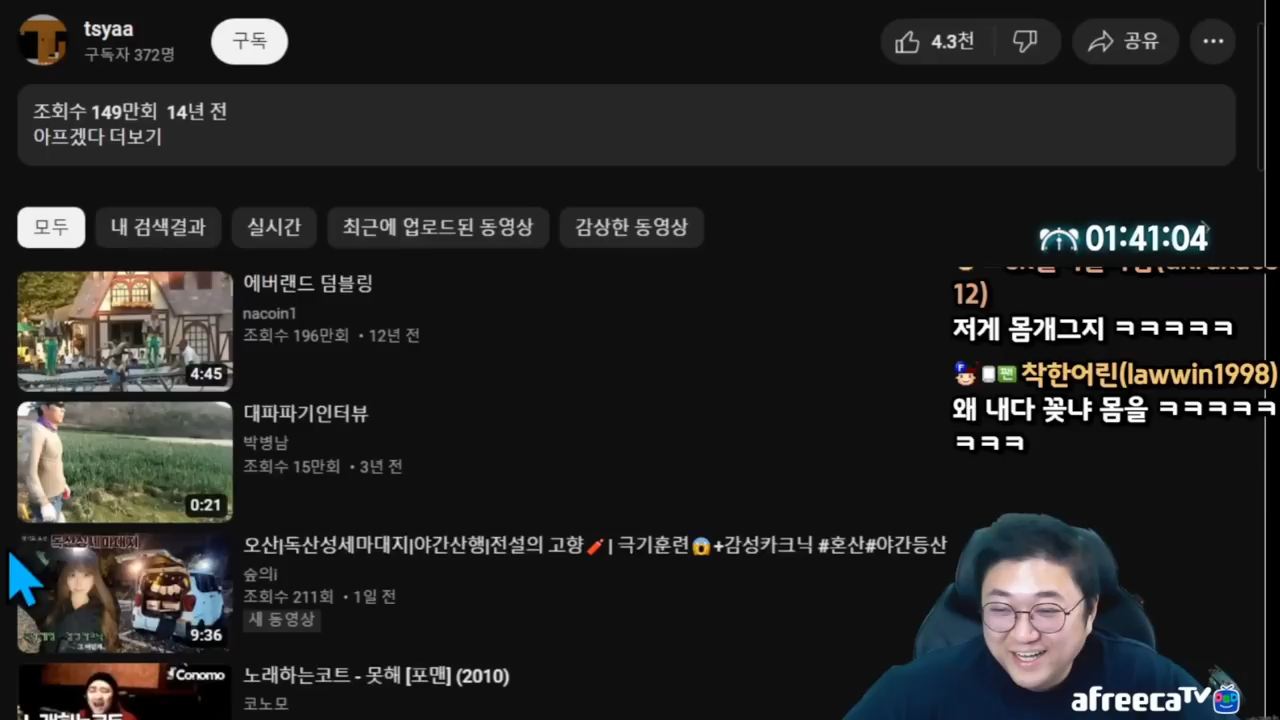 tsyaa
구독자 372명
구독
4.3천
공유
조회수 149만회 14년 전
아프겠다 더보기
모두
내 검색결과
실시간
최근에 업로드된 동영상
감상한 동영상
01:41:04
에버랜드 덤블링
nacoin1
조회수 196만회 • 12년 전
4:45
12)
저게 몸개그지 ㅋㅋㅋㅋㅋ
착한어린(lawwin1998)
왜 내다 꽂냐 몸을 ㅋㅋㅋㅋㅋ
ㅋㅋㅋ
대파파기인터뷰
박병남
조회수 15만회 • 3년 전
0:21
오산|독산성세마대지|야간산행|전설의 고향🧨| 극기훈련😱+감성카크닉 #혼산#야간등산
숲의i
조회수 211회 • 1일 전
새 동영상
독산성세마대지
9:36
노래하는코트 - 못해 [포맨] (2010)
코노모
Conomo
afreecaTV